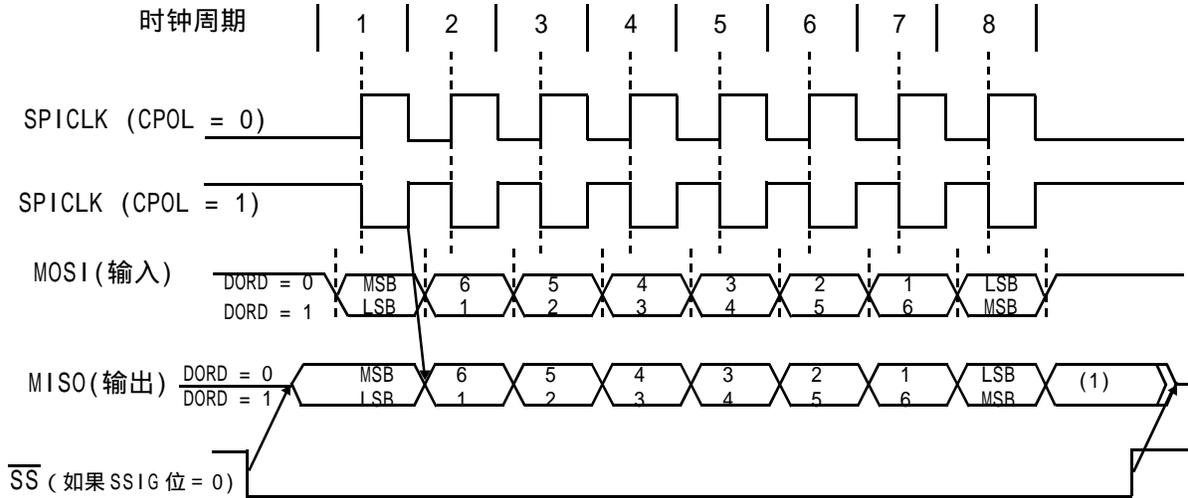 时钟周期 1 2 3 4 5 6 7 8
SPICLK (CPOL = 0)
SPICLK (CPOL = 1)
MOSI(输入)
DORD = 0 MSB 6 5 4 3 2 1 LSB
DORD = 1 LSB 1 2 3 4 5 6 MSB
MISO(输出)
DORD = 0 MSB 6 5 4 3 2 1 LSB (1)
DORD = 1 LSB 1 2 3 4 5 6 MSB
SS (如果SSIG位=0)